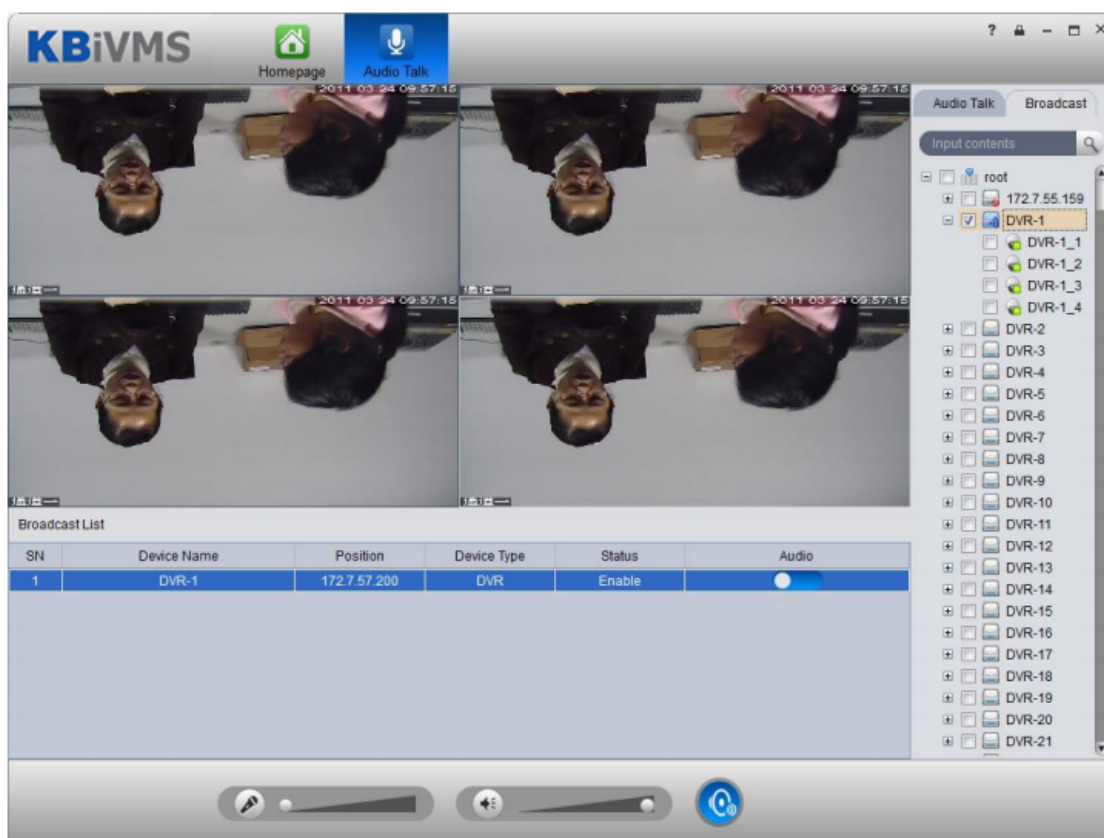 KBiVMS
Homepage
Audio Talk
?
2011 03 24 09:57:15
2011 03 24 09:57:15
2011 03 24 09:57:15
2011 03 24 09:57:15
Broadcast List
SN Device Name Position Device Type Status Audio
1 DVR-1 172.7.57.200 DVR Enable
Audio Talk Broadcast
Input contents
root
172.7.55.159
DVR-1
DVR-1_1
DVR-1_2
DVR-1_3
DVR-1_4
DVR-2
DVR-3
DVR-4
DVR-5
DVR-6
DVR-7
DVR-8
DVR-9
DVR-10
DVR-11
DVR-12
DVR-13
DVR-14
DVR-15
DVR-16
DVR-17
DVR-18
DVR-19
DVR-20
DVR-21